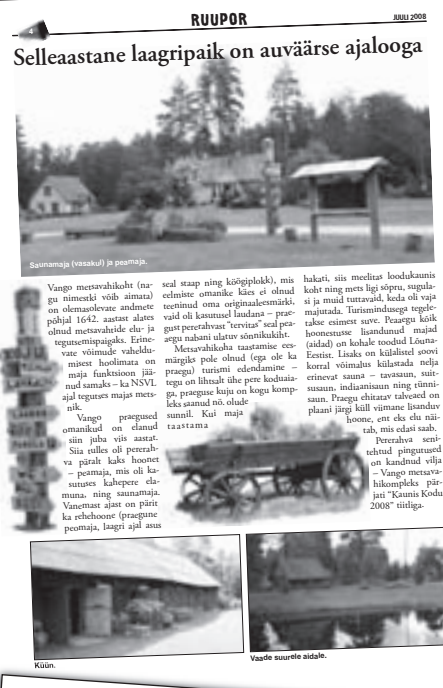 4
RUUPOR
JUULI 2008
Selleaastane laagripaik on auväärse ajalooga
Saunamaja (vasakul) ja peamaja.
Vango metsavahikoht (na-
gu nimestki võib aimata)
on olemasolevate andmete
põhjal 1642. aastast alates
olnud metsavahtide elu- ja
tegutsemispaigaks. Erine-
vate võimude vaheldu-
misest hoolimata on
maja funktsioon jää-
nud samaks – ka NSVL
ajal tegutses majas mets-
nik.
Vango praegused
omanikud on elanud
siin juba viis aastat.
Siia tulles oli pererah-
va päralt kaks hoonet
– peamaja, mis oli ka-
sutuses kahepere ela-
muna, ning saunamaja.
Vanemast ajast on pärit
ka rehehoone (praegune
peomaja, laagri ajal asus
seal staap ning köögiplokk), mis
eelmiste omanike käes ei olnud
teeninud oma originaaleesmärki,
vaid oli kasutusel laudana – prae-
gust pererahvast "tervitas" seal pea-
aegu nabani ulatuv sõnnikukiht.
Metsavahikoha taastamise ees-
märgiks pole olnud (ega ole ka
praegu) turismi edendamine –
tegu on lihtsalt ühe pere koduaia-
ga, praeguse kuju on kogu komp-
leks saanud nö. olude
sunnil. Kui maja
taastama
hakati, siis meelitas looduskaunis
koht ning mets ligi sõpru, sugula-
si ja muid tuttavaid, keda oli vaja
majutada. Turismindusega tegele-
takse esimest suve. Peaaegu kõik
hoonestusse lisandunud majad
(aidad) on kohale toodud Lõuna-
Eestist. Lisaks on külalistel soovi
korral võimalus külastada nelja
erinevat sauna – tavasaun, suit-
susaun, indiaanisaun ning tünni-
saun. Praegu ehitatav talveaed on
plaani järgi küll viimane lisanduv
hoone, ent eks elu näi-
tab, mis edasi saab.
Pererahva seni-
tehtud pingutused
on kandnud vilja
– Vango metsava-
hikompleks pär-
jati "Kaunis Kodu
2008" tiitliga.
Küün.
Vaade suurele aidale.